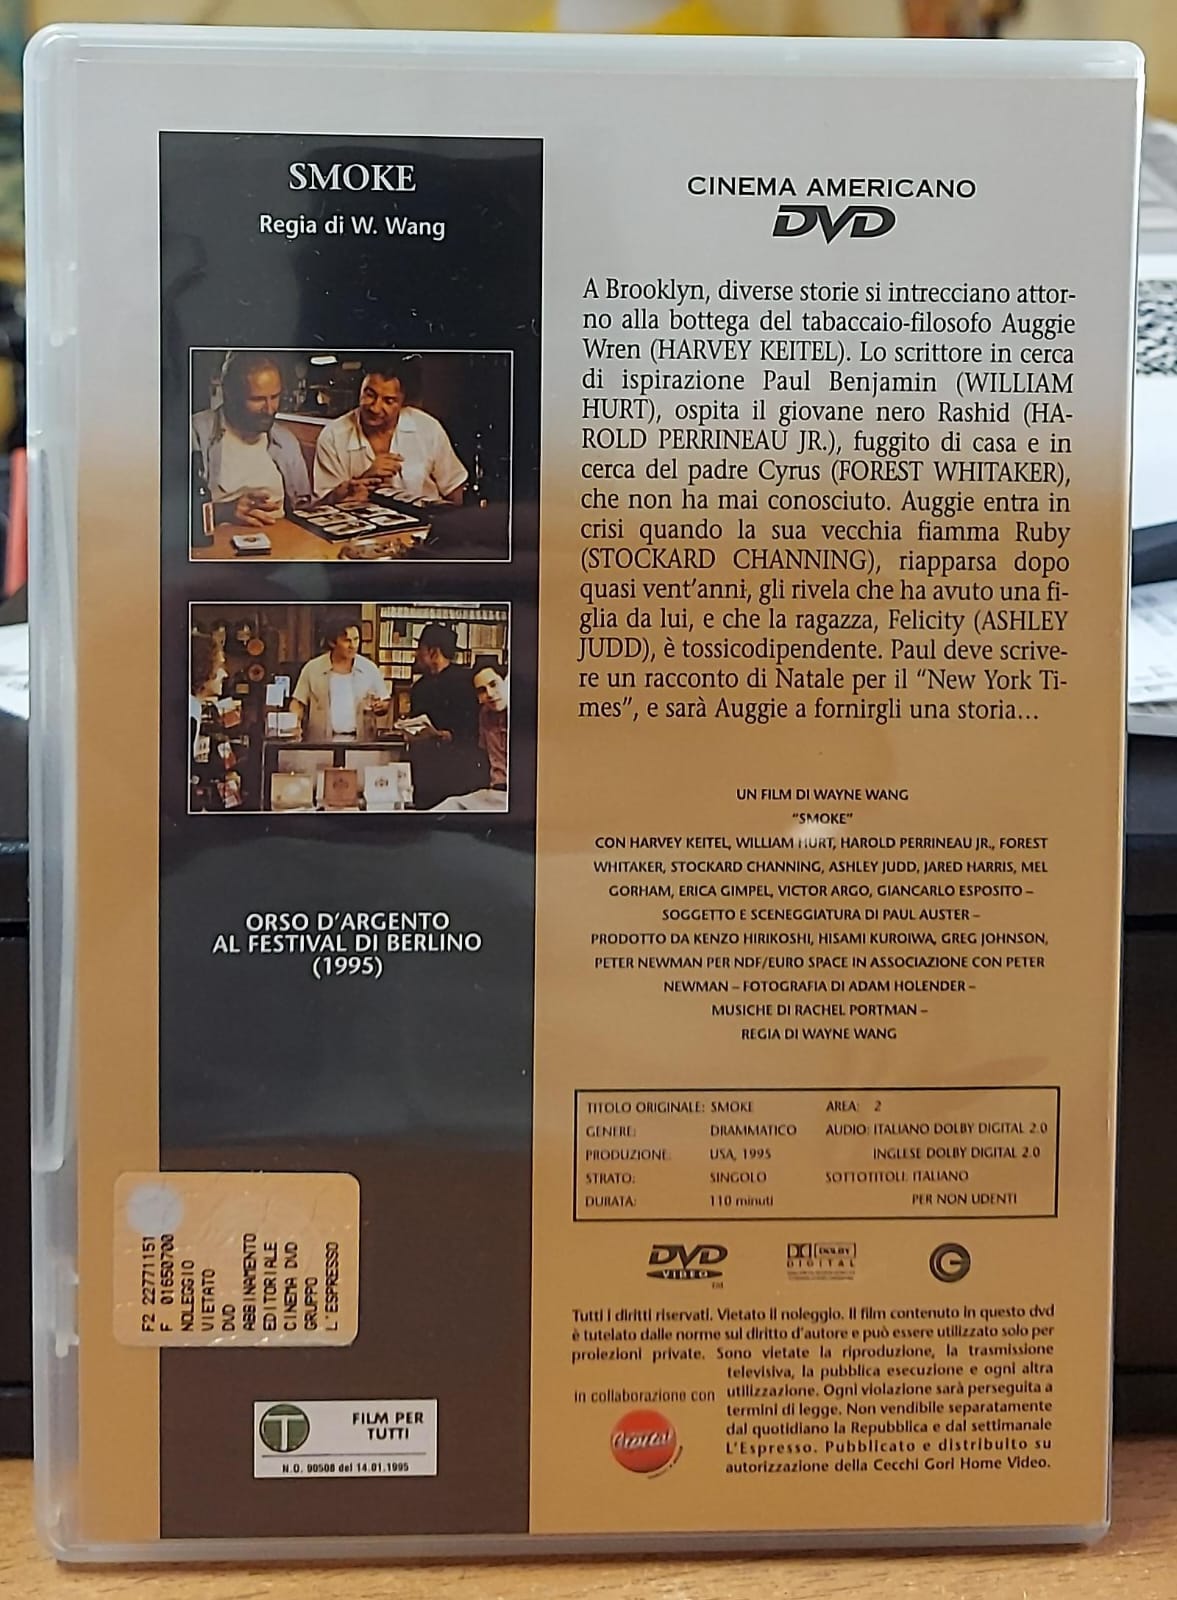 SMOKE
Regia di W. Wang
ORSO D'ARGENTO
AL FESTIVAL DI BERLINO
(1995)
F2 22771151
F 01650700
NOLEGGIO
VIETATO
DVD
ABBINAMENTO
EDITORIALE
CINEMA DVD
GRUPPO
L'ESPRESSO
T
FILM PER
TUTTI
N.O. 90508 del 14.01.1995
CINEMA AMERICANO
DVD
A Brooklyn, diverse storie si intrecciano attor-
no alla bottega del tabaccaio-filosofo Auggie
Wren (HARVEY KEITEL). Lo scrittore in cerca
di ispirazione Paul Benjamin (WILLIAM
HURT), ospita il giovane nero Rashid (HA-
ROLD PERRINEAU JR.), fuggito di casa e in
cerca del padre Cyrus (FOREST WHITAKER),
che non ha mai conosciuto. Auggie entra in
crisi quando la sua vecchia fiamma Ruby
(STOCKARD CHANNING), riapparsa dopo
quasi vent'anni, gli rivela che ha avuto una fi-
glia da lui, e che la ragazza, Felicity (ASHLEY
JUDD), è tossicodipendente. Paul deve scrive-
re un racconto di Natale per il "New York Ti-
mes", e sarà Auggie a fornirgli una storia...
UN FILM DI WAYNE WANG
"SMOKE"
CON HARVEY KEITEL, WILLIAM HURT, HAROLD PERRINEAU JR., FOREST
WHITAKER, STOCKARD CHANNING, ASHLEY JUDD, JARED HARRIS, MEL
GORHAM, ERICA GIMPEL, VICTOR ARGO, GIANCARLO ESPOSITO –
SOGGETTO E SCENEGGIATURA DI PAUL AUSTER –
PRODOTTO DA KENZO HIRIKOSHI, HISAMI KUROIWA, GREG JOHNSON,
PETER NEWMAN PER NDF/EURO SPACE IN ASSOCIAZIONE CON PETER
NEWMAN – FOTOGRAFIA DI ADAM HOLENDER –
MUSICHE DI RACHEL PORTMAN –
REGIA DI WAYNE WANG
TITOLO ORIGINALE: SMOKE AREA: 2
GENERE: DRAMMATICO AUDIO: ITALIANO DOLBY DIGITAL 2.0
PRODUZIONE: USA, 1995 INGLESE DOLBY DIGITAL 2.0
STRATO: SINGOLO SOTTOTITOLI: ITALIANO
DURATA: 110 minuti PER NON UDENTI
DVD
VIDEO
DOLBY
DIGITAL
Tutti i diritti riservati. Vietato il noleggio. Il film contenuto in questo dvd
è tutelato dalle norme sul diritto d'autore e può essere utilizzato solo per
proiezioni private. Sono vietate la riproduzione, la trasmissione
televisiva, la pubblica esecuzione e ogni altra
utilizzazione. Ogni violazione sarà perseguita a
termini di legge. Non vendibile separatamente
dal quotidiano la Repubblica e dal settimanale
L'Espresso. Pubblicato e distribuito su
autorizzazione della Cecchi Gori Home Video.
in collaborazione con